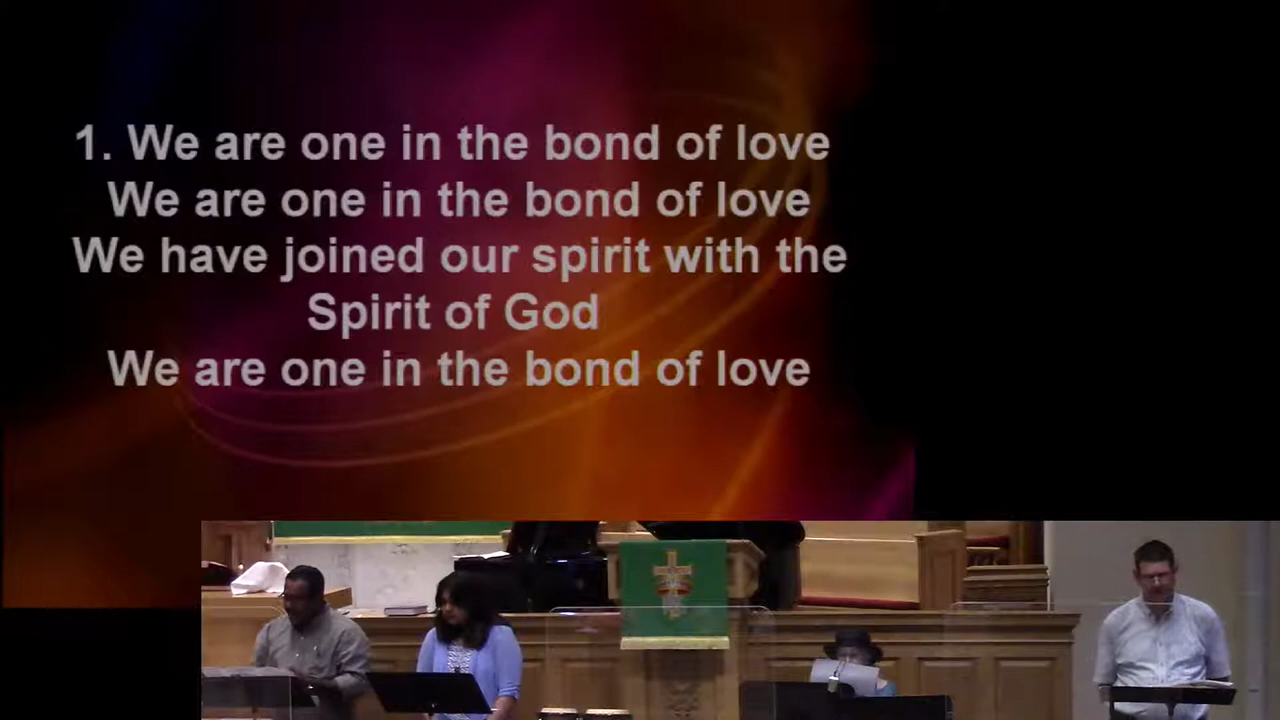 1. We are one in the bond of love
We are one in the bond of love
We have joined our spirit with the
Spirit of God
We are one in the bond of love